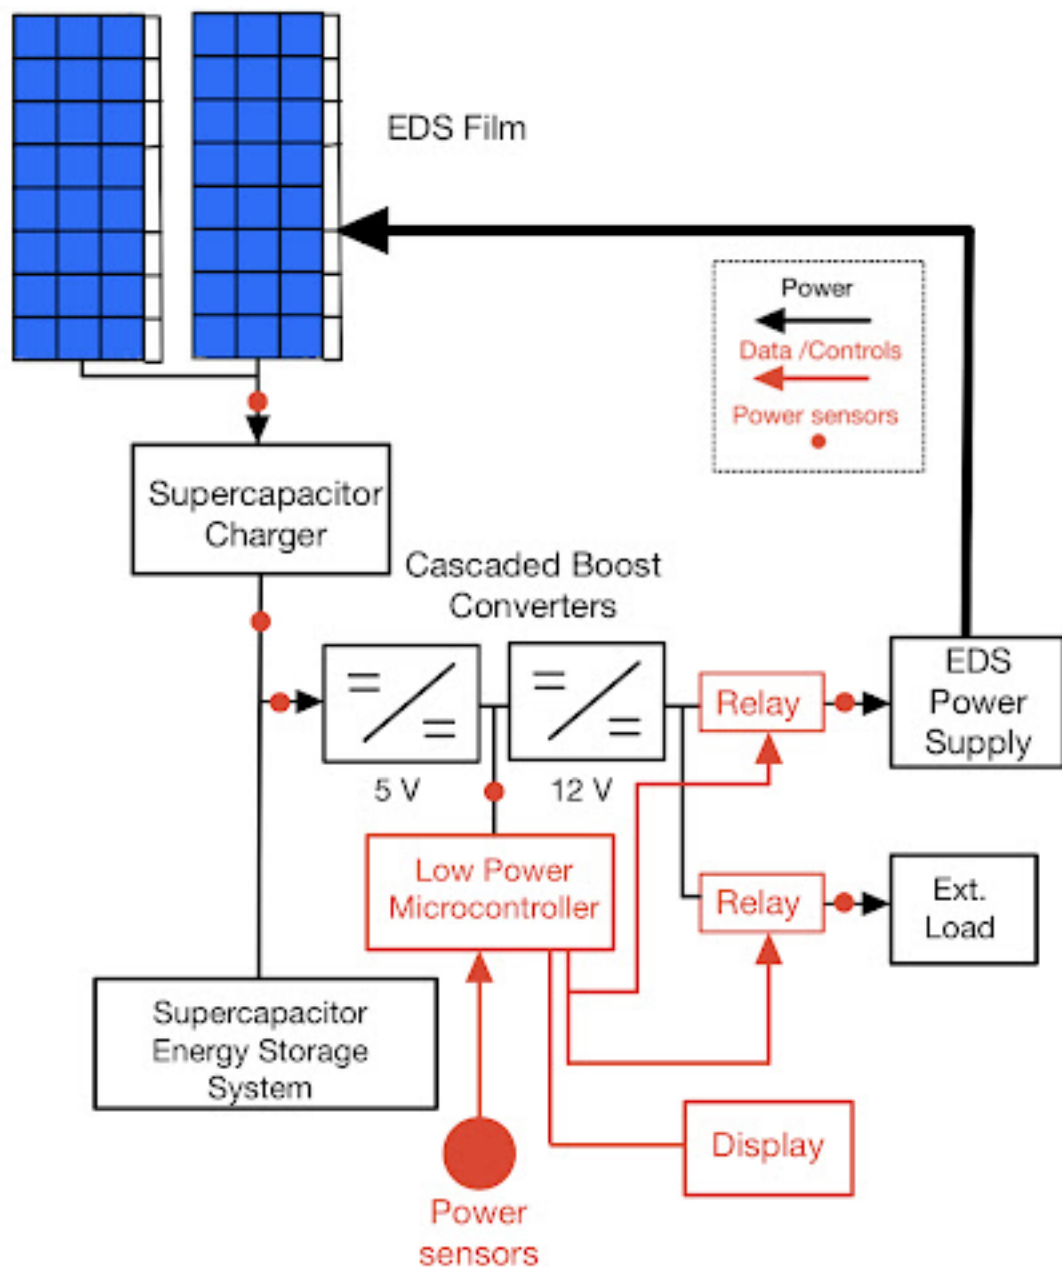 EDS Film
Power
Data /Controls
Power sensors
Supercapacitor
Charger
Cascaded Boost
Converters
5 V
12 V
Relay
EDS
Power
Supply
Low Power
Microcontroller
Relay
Ext.
Load
Supercapacitor
Energy Storage
System
Display
Power
sensors